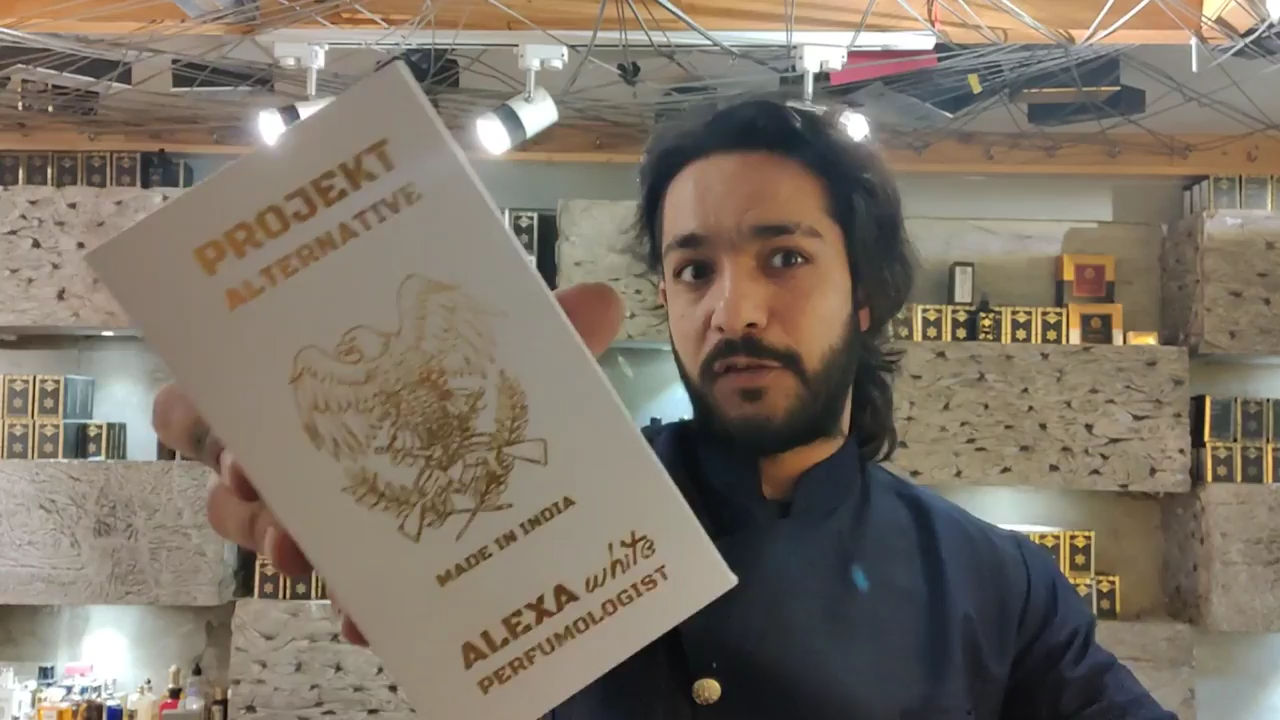 PROJEKT
ALTERNATIVE
MADE IN INDIA
ALEXA white
PERFUMOLOGIST